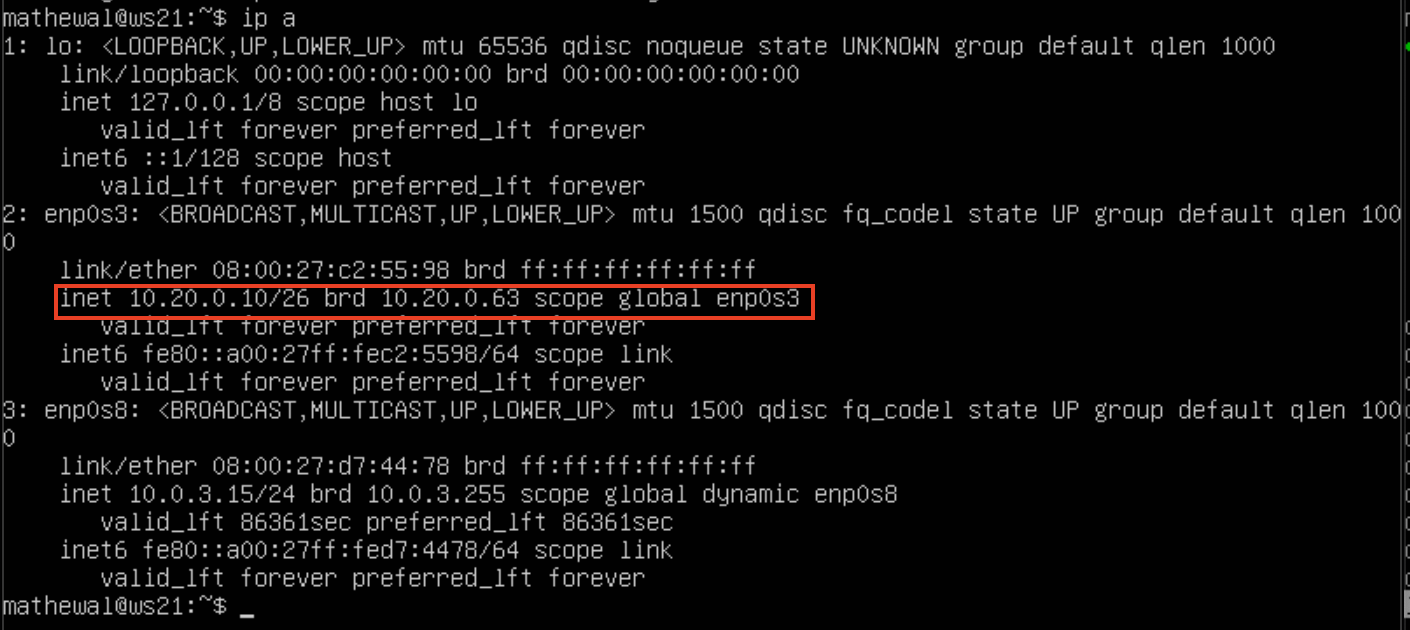 mathewal@ws21:~$ ip a
1: lo: <LOOPBACK,UP,LOWER_UP> mtu 65536 qdisc noqueue state UNKNOWN group default qlen 1000
    link/loopback 00:00:00:00:00:00 brd 00:00:00:00:00:00
    inet 127.0.0.1/8 scope host lo
       valid_lft forever preferred_lft forever
    inet6 ::1/128 scope host
       valid_lft forever preferred_lft forever
2: enp0s3: <BROADCAST,MULTICAST,UP,LOWER_UP> mtu 1500 qdisc fq_codel state UP group default qlen 100
0
    link/ether 08:00:27:c2:55:98 brd ff:ff:ff:ff:ff:ff
    inet 10.20.0.10/26 brd 10.20.0.63 scope global enp0s3
       valid_lft forever preferred_lft forever
    inet6 fe80::a00:27ff:fec2:5598/64 scope link
       valid_lft forever preferred_lft forever
3: enp0s8: <BROADCAST,MULTICAST,UP,LOWER_UP> mtu 1500 qdisc fq_codel state UP group default qlen 100
0
    link/ether 08:00:27:d7:44:78 brd ff:ff:ff:ff:ff:ff
    inet 10.0.3.15/24 brd 10.0.3.255 scope global dynamic enp0s8
       valid_lft 86361sec preferred_lft 86361sec
    inet6 fe80::a00:27ff:fed7:4478/64 scope link
       valid_lft forever preferred_lft forever
mathewal@ws21:~$ _